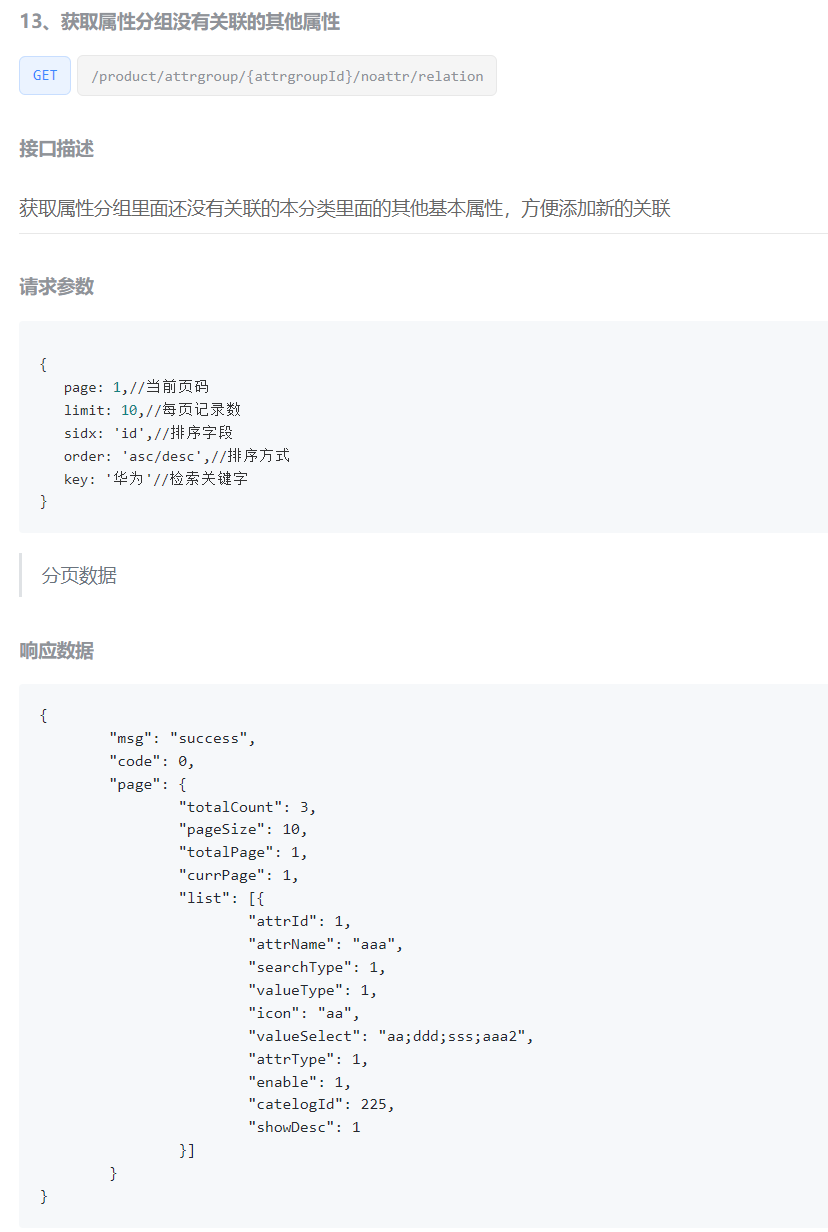 13、获取属性分组没有关联的其他属性
GET /product/attrgroup/{attrgroupId}/noattr/relation
接口描述
获取属性分组里面还没有关联的本分类里面的其他基本属性，方便添加新的关联
请求参数
{
   page: 1,//当前页码
   limit: 10,//每页记录数
   sidx: 'id',//排序字段
   order: 'asc/desc',//排序方式
   key: '华为'//检索关键字
}
分页数据
响应数据
{
        "msg": "success",
        "code": 0,
        "page": {
                "totalCount": 3,
                "pageSize": 10,
                "totalPage": 1,
                "currPage": 1,
                "list": [{
                        "attrId": 1,
                        "attrName": "aaa",
                        "searchType": 1,
                        "valueType": 1,
                        "icon": "aa",
                        "valueSelect": "aa;ddd;sss;aaa2",
                        "attrType": 1,
                        "enable": 1,
                        "catelogId": 225,
                        "showDesc": 1
                }]
        }
}